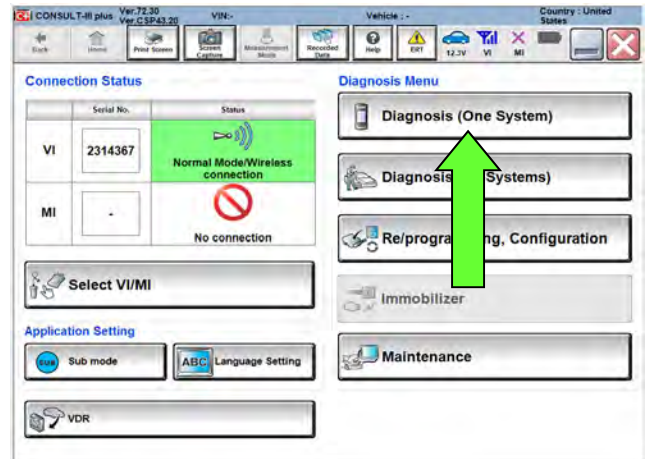 CONSULT-III plus
Ver.72.30
Ver.CSP43.20
VIN:-
Vehicle : -
Country : United
States
Back
Home
Print Screen
Screen
Capture
Measurement
Mode
Recorded
Data
Help
ERT
12.3V
VI
MI
Connection Status
Serial No.
Status
VI
2314367
Normal Mode/Wireless
connection
MI
-
No connection
Select VI/MI
Application Setting
SUB
Sub mode
ABC
Language Setting
VDR
Diagnosis Menu
Diagnosis (One System)
Diagnosis Systems)
Re/programming, Configuration
Immobilizer
Maintenance